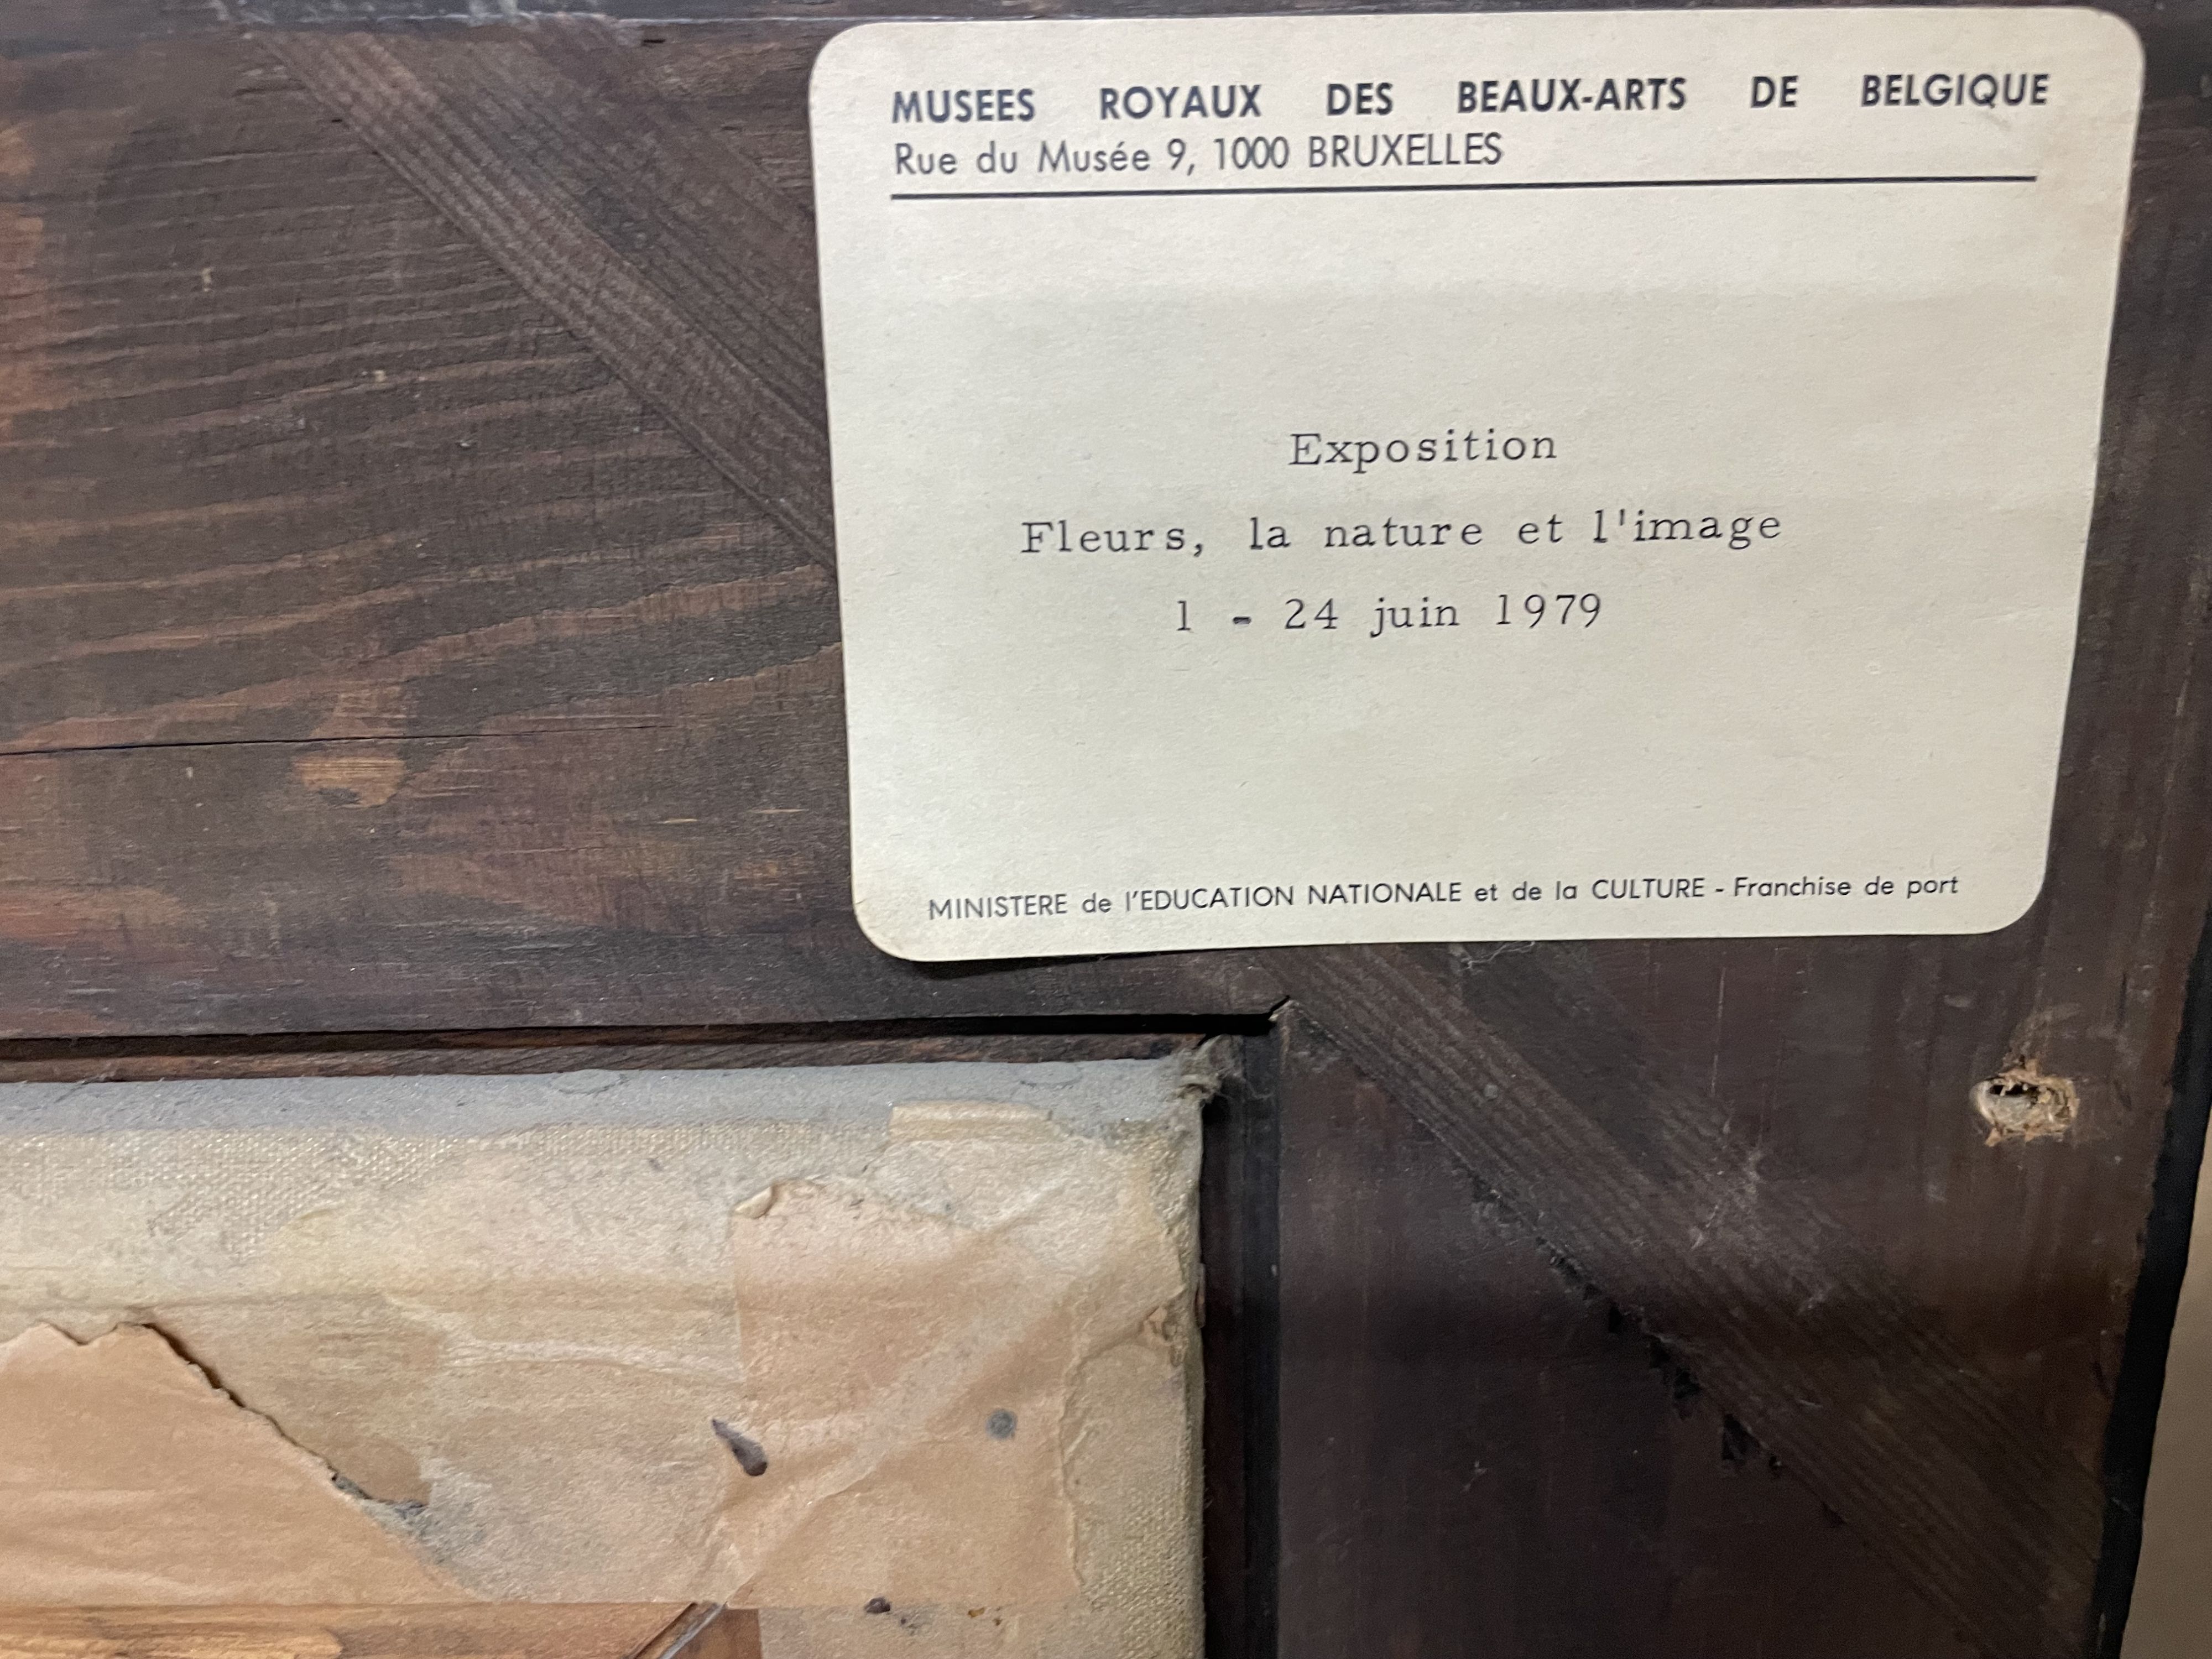 MUSEES ROYAUX DES BEAUX-ARTS DE BELGIQUE
Rue du Musée 9, 1000 BRUXELLES
Exposition
Fleurs, la nature et l'image
1 - 24 juin 1979
MINISTERE de l'EDUCATION NATIONALE et de la CULTURE - Franchise de port